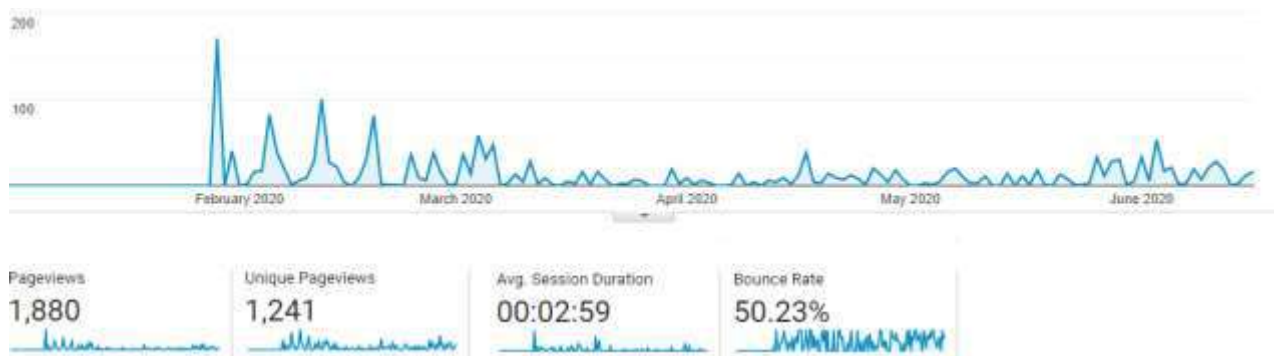 200
100
February 2020 March 2020 April 2020 May 2020 June 2020
Pageviews Unique Pageviews Avg. Session Duration Bounce Rate
1,880 1,241 00:02:59 50.23%